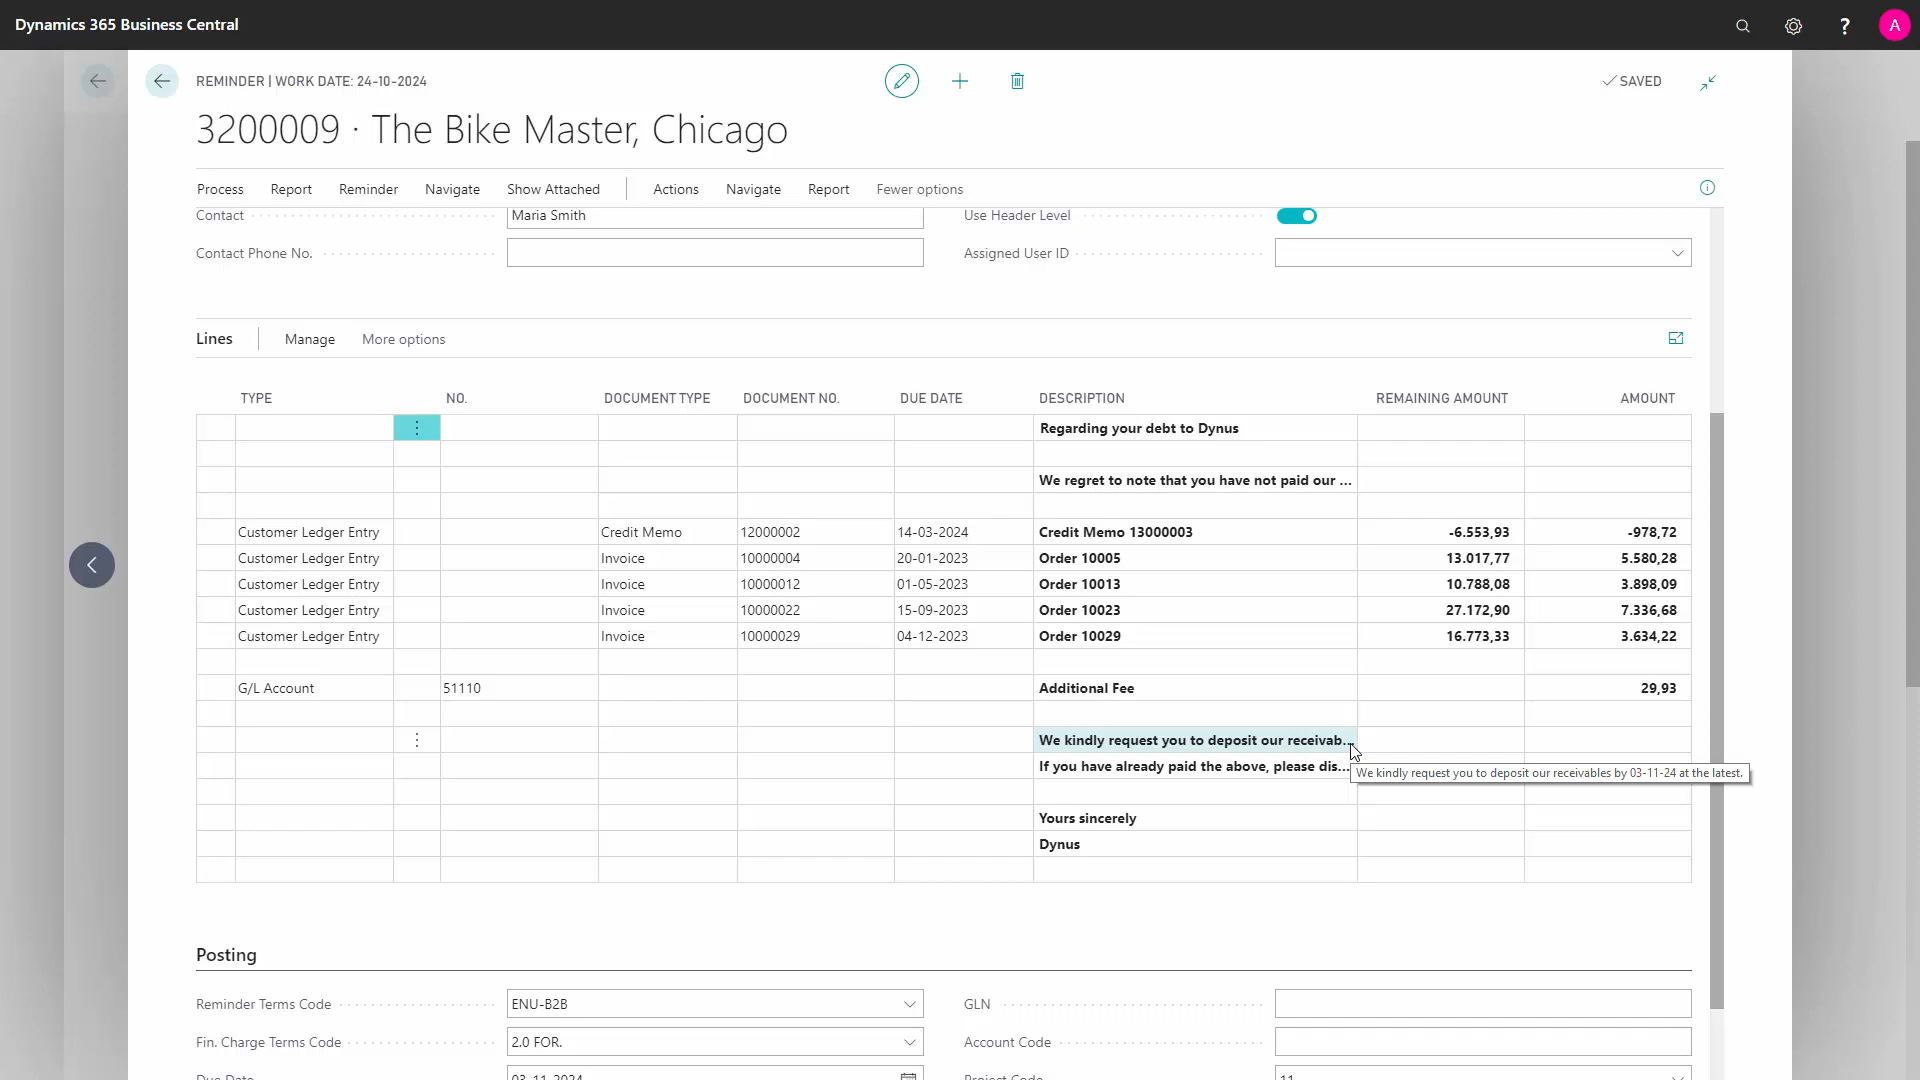 Dynamics 365 Business Central
?
A
REMINDER | WORK DATE: 24-10-2024
SAVED
3200009 · The Bike Master, Chicago
Process Report Reminder Navigate Show Attached Actions Navigate Report Fewer options
Contact Maria Smith Use Header Level
Contact Phone No. Assigned User ID
Lines Manage More options
TYPE NO. DOCUMENT TYPE DOCUMENT NO. DUE DATE DESCRIPTION REMAINING AMOUNT AMOUNT
Regarding your debt to Dynus
We regret to note that you have not paid our ...
Customer Ledger Entry Credit Memo 12000002 14-03-2024 Credit Memo 13000003 -6.553,93 -978,72
Customer Ledger Entry Invoice 10000004 20-01-2023 Order 10005 13.017,77 5.580,28
Customer Ledger Entry Invoice 10000012 01-05-2023 Order 10013 10.788,08 3.898,09
Customer Ledger Entry Invoice 10000022 15-09-2023 Order 10023 27.172,90 7.336,68
Customer Ledger Entry Invoice 10000029 04-12-2023 Order 10029 16.773,33 3.634,22
G/L Account 51110 Additional Fee 29,93
We kindly request you to deposit our receivab...
If you have already paid the above, please dis...
We kindly request you to deposit our receivables by 03-11-24 at the latest.
Yours sincerely
Dynus
Posting
Reminder Terms Code ENU-B2B GLN
Fin. Charge Terms Code 2.0 FOR. Account Code
Due Date 03-11-2024 Project Code 11